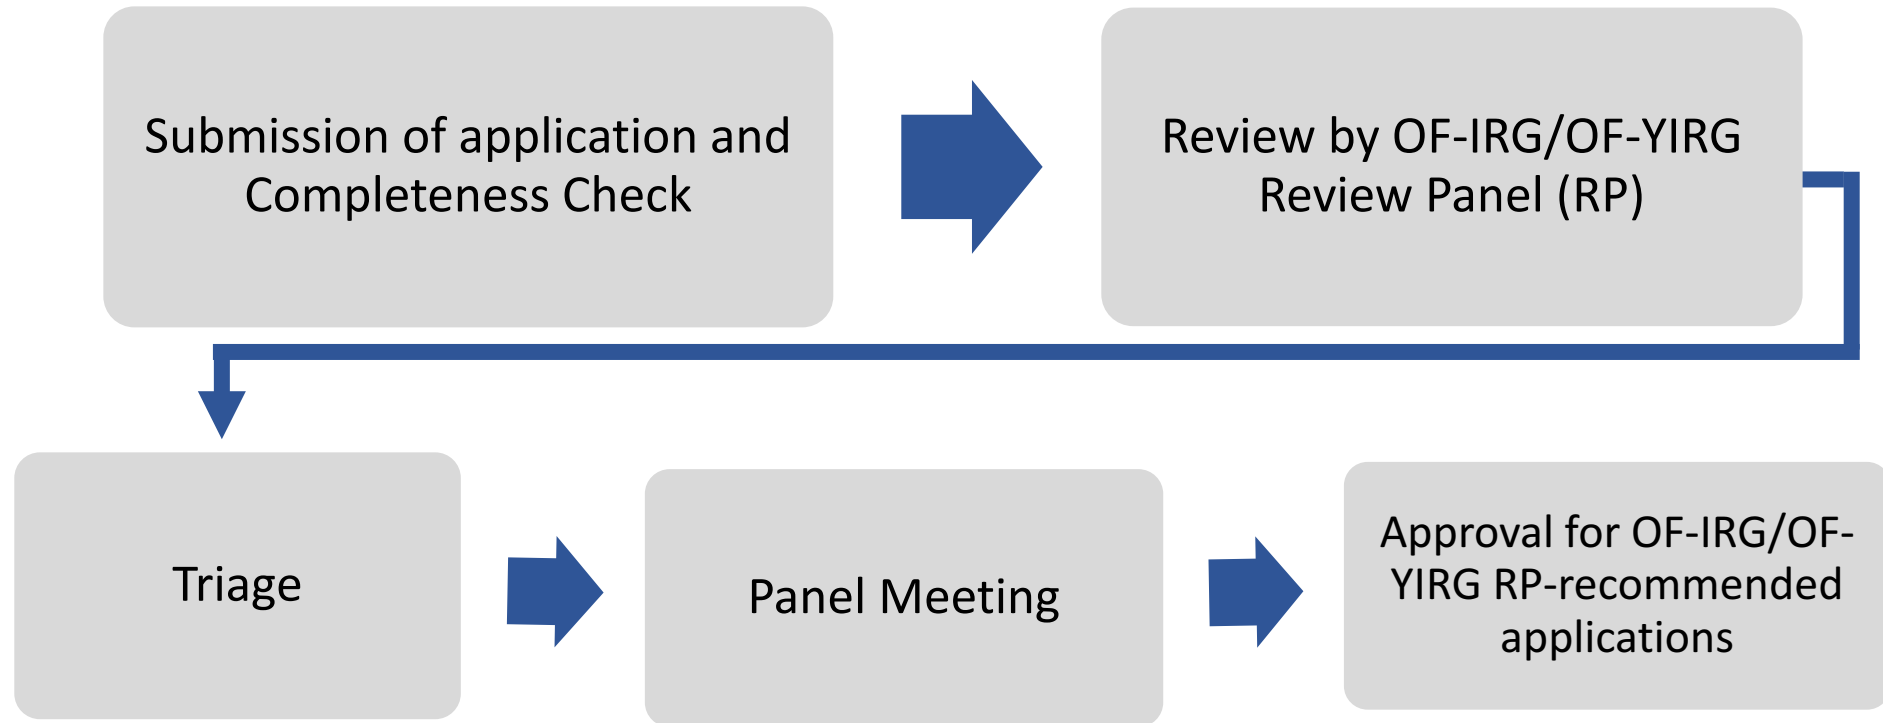 Submission of application and
Completeness Check
Review by OF-IRG/OF-YIRG
Review Panel (RP)
Triage
Panel Meeting
Approval for OF-IRG/OF-
YIRG RP-recommended
applications